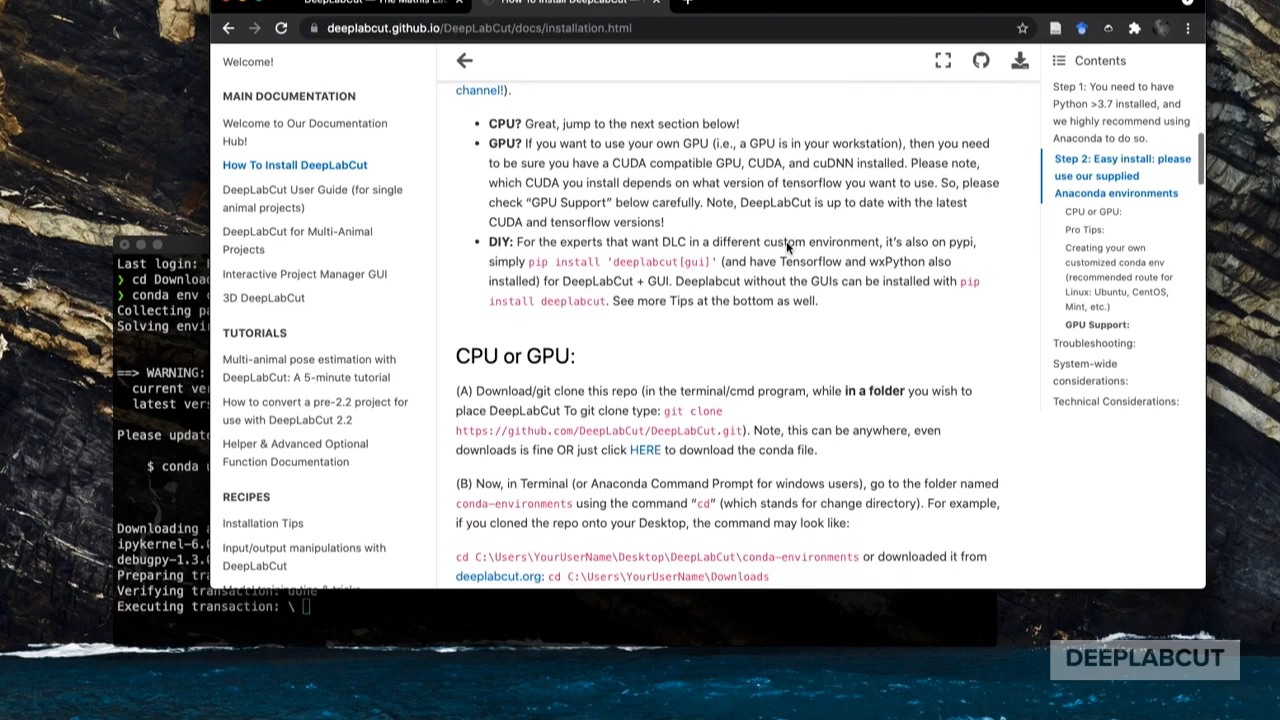 DeepLabCut — The Mathis La
How To Install DeepLabCut —
deeplabcut.github.io/DeepLabCut/docs/installation.html
Welcome!
MAIN DOCUMENTATION
Welcome to Our Documentation
Hub!
How To Install DeepLabCut
DeepLabCut User Guide (for single
animal projects)
DeepLabCut for Multi-Animal
Projects
Interactive Project Manager GUI
3D DeepLabCut
TUTORIALS
Multi-animal pose estimation with
DeepLabCut: A 5-minute tutorial
How to convert a pre-2.2 project for
use with DeepLabCut 2.2
Helper & Advanced Optional
Function Documentation
RECIPES
Installation Tips
Input/output manipulations with
DeepLabCut
Model training tips & tricks
channel!).
• CPU? Great, jump to the next section below!
• GPU? If you want to use your own GPU (i.e., a GPU is in your workstation), then you need
to be sure you have a CUDA compatible GPU, CUDA, and cuDNN installed. Please note,
which CUDA you install depends on what version of tensorflow you want to use. So, please
check “GPU Support” below carefully. Note, DeepLabCut is up to date with the latest
CUDA and tensorflow versions!
• DIY: For the experts that want DLC in a different custom environment, it’s also on pypi,
simply pip install 'deeplabcut[gui]' (and have Tensorflow and wxPython also
installed) for DeepLabCut + GUI. Deeplabcut without the GUIs can be installed with pip
install deeplabcut. See more Tips at the bottom as well.
CPU or GPU:
(A) Download/git clone this repo (in the terminal/cmd program, while in a folder you wish to
place DeepLabCut To git clone type: git clone
https://github.com/DeepLabCut/DeepLabCut.git). Note, this can be anywhere, even
downloads is fine OR just click HERE to download the conda file.
(B) Now, in Terminal (or Anaconda Command Prompt for windows users), go to the folder named
conda-environments using the command “cd” (which stands for change directory). For example,
if you cloned the repo onto your Desktop, the command may look like:
cd C:\Users\YourUserName\Desktop\DeepLabCut\conda-environments or downloaded it from
deeplabcut.org: cd C:\Users\YourUserName\Downloads
Contents
Step 1: You need to have
Python >3.7 installed, and
we highly recommend using
Anaconda to do so.
Step 2: Easy install: please
use our supplied
Anaconda environments
CPU or GPU:
Pro Tips:
Creating your own
customized conda env
(recommended route for
Linux: Ubuntu, CentOS,
Mint, etc.)
GPU Support:
Troubleshooting:
System-wide
considerations:
Technical Considerations:
Last login:
❯ cd Downloa
❯ conda env c
Collecting pa
Solving envi
==> WARNING:
current ver
latest vers
Please update
$ conda u
Downloading a
ipykernel-6.0
debugpy-1.3.0
Preparing tra
Verifying transaction: done
Executing transaction: \
DEEPLABCUT